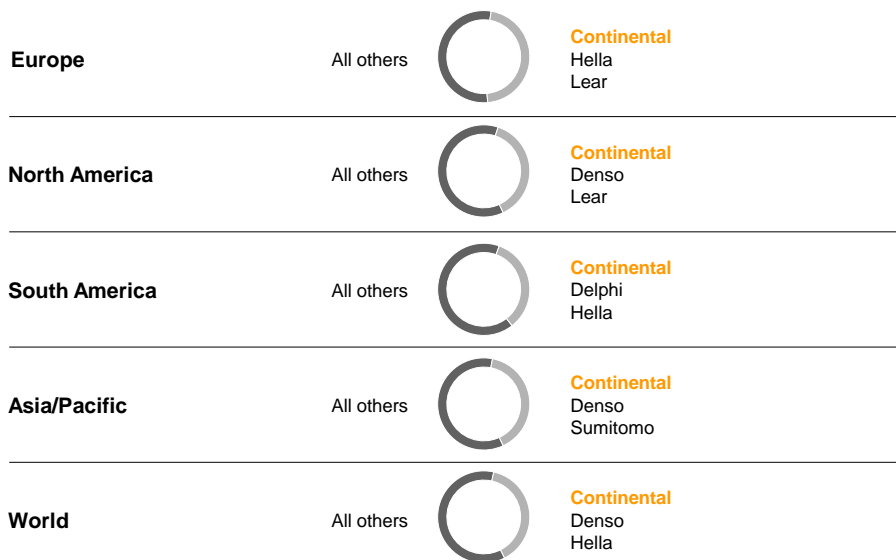 Europe
All others
Continental
Hella
Lear
North America
All others
Continental
Denso
Lear
South America
All others
Continental
Delphi
Hella
Asia/Pacific
All others
Continental
Denso
Sumitomo
World
All others
Continental
Denso
Hella